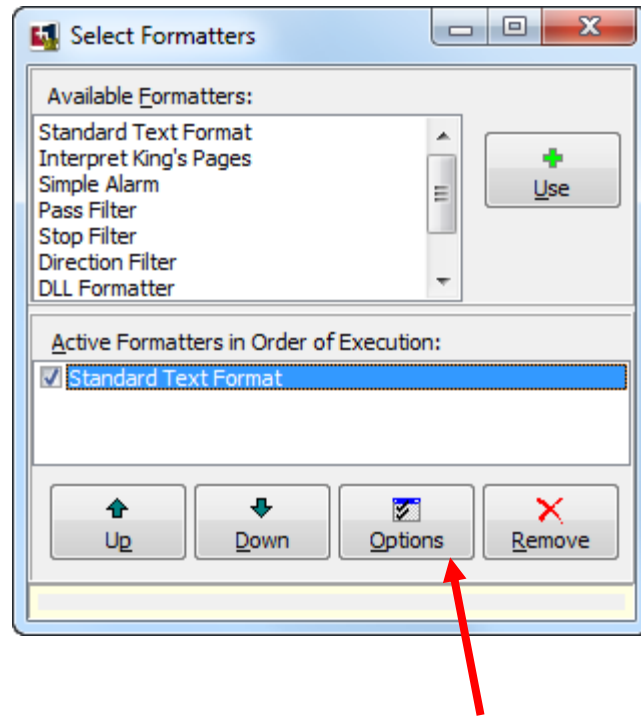 Select Formatters
Available Formatters:
Standard Text Format
Interpret King's Pages
Simple Alarm
Pass Filter
Stop Filter
Direction Filter
DLL Formatter
Use
Active Formatters in Order of Execution:
Standard Text Format
Up
Down
Options
Remove